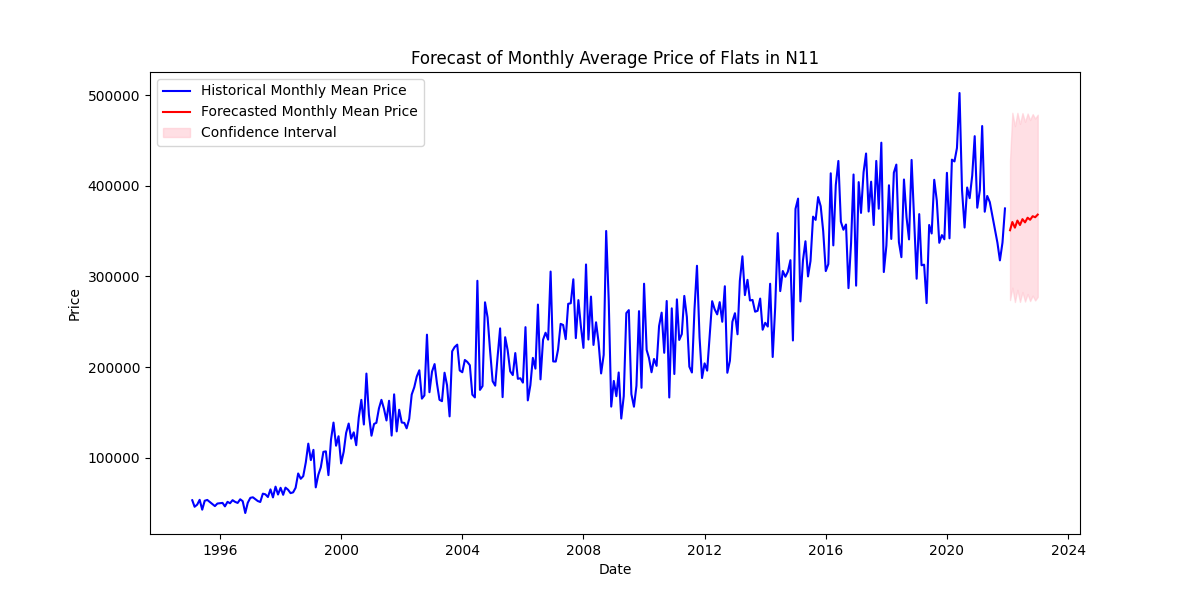 Forecast of Monthly Average Price of Flats in N11
Historical Monthly Mean Price
Forecasted Monthly Mean Price
Confidence Interval
500000
400000
300000
200000
100000
Price
1996 2000 2004 2008 2012 2016 2020 2024
Date